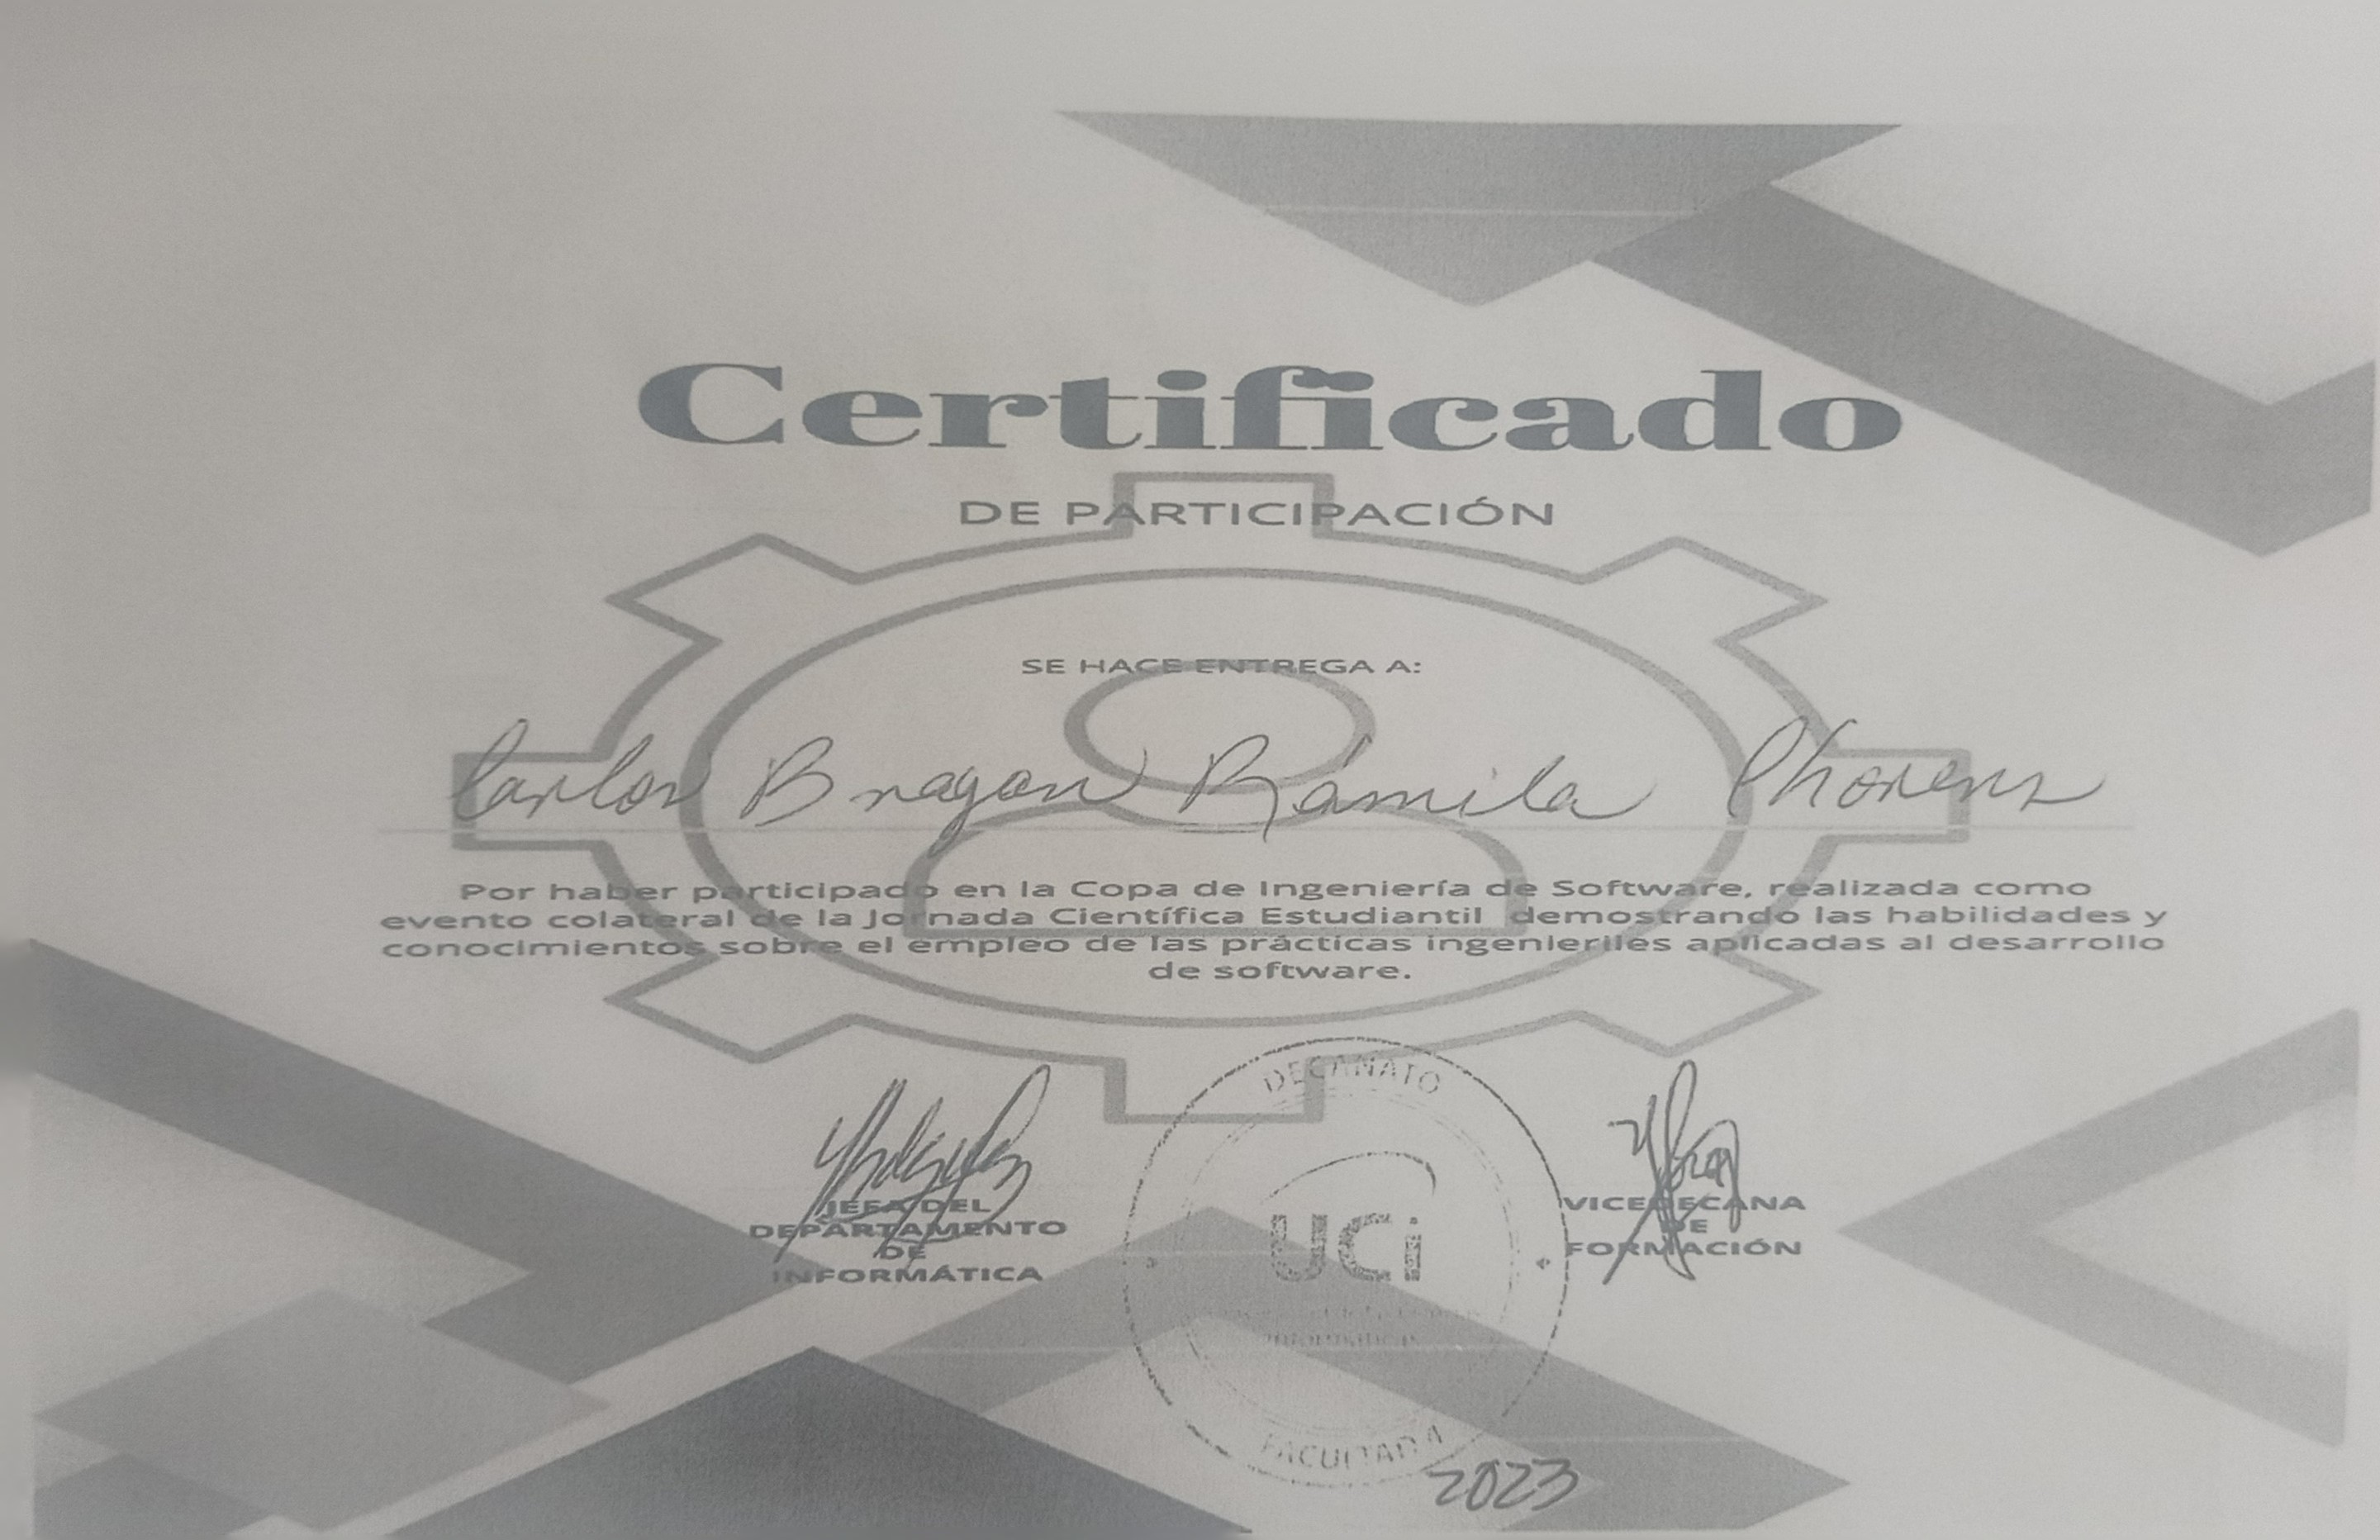 Certificado
DE PARTICIPACIÓN
SE HACE ENTREGA A:
Carlos Bragan Rámila Chorens
Por haber participado en la Copa de Ingeniería de Software, realizada como
evento colateral de la Jornada Científica Estudiantil demostrando las habilidades y
conocimientos sobre el empleo de las prácticas ingenieriles aplicadas al desarrollo
de software.
JEFA DEL
DEPARTAMENTO
DE
INFORMÁTICA
DECANATO
UCi
Informáticas
FACULTAD 4
VICEDECANA
DE
FORMACIÓN
2023